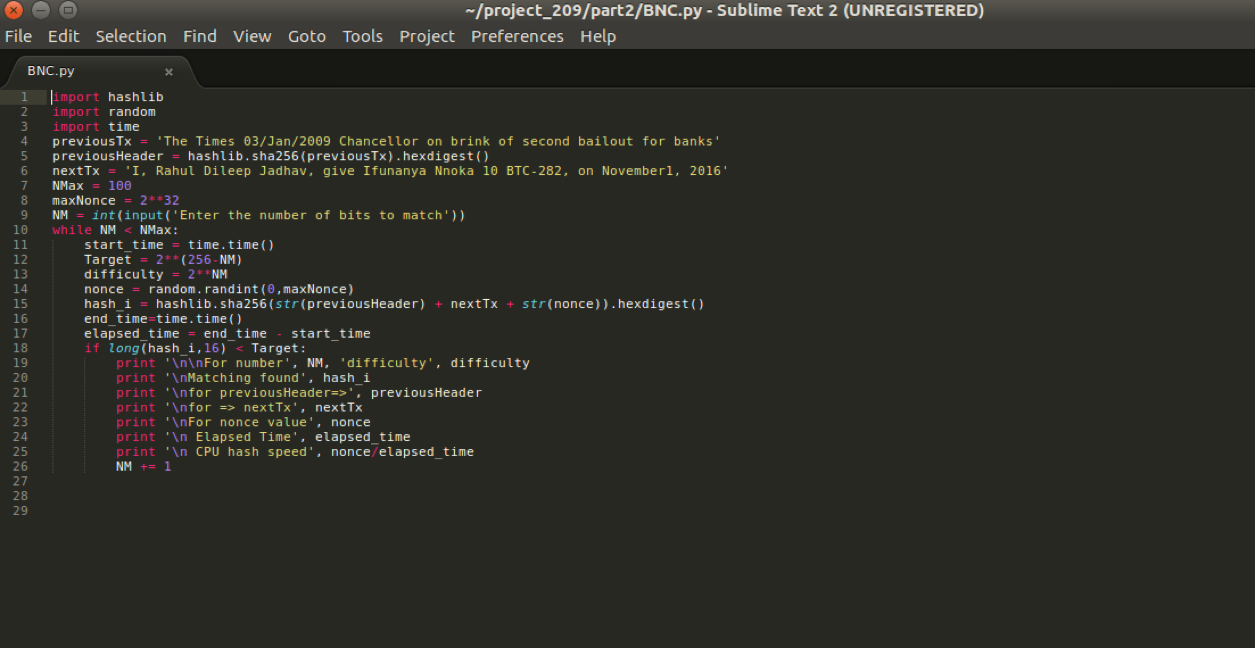 ~/project_209/part2/BNC.py - Sublime Text 2 (UNREGISTERED)
File Edit Selection Find View Goto Tools Project Preferences Help
BNC.py ×
1 import hashlib
2 import random
3 import time
4 previousTx = 'The Times 03/Jan/2009 Chancellor on brink of second bailout for banks'
5 previousHeader = hashlib.sha256(previousTx).hexdigest()
6 nextTx = 'I, Rahul Dileep Jadhav, give Ifunanya Nnoka 10 BTC-282, on November1, 2016'
7 NMax = 100
8 maxNonce = 2**32
9 NM = int(input('Enter the number of bits to match'))
10 while NM < NMax:
11     start_time = time.time()
12     Target = 2**(256-NM)
13     difficulty = 2**NM
14     nonce = random.randint(0,maxNonce)
15     hash_i = hashlib.sha256(str(previousHeader) + nextTx + str(nonce)).hexdigest()
16     end_time=time.time()
17     elapsed_time = end_time - start_time
18     if long(hash_i,16) < Target:
19         print '\n\nFor number', NM, 'difficulty', difficulty
20         print '\nMatching found', hash_i
21         print '\nfor previousHeader=>', previousHeader
22         print '\nfor => nextTx', nextTx
23         print '\nFor nonce value', nonce
24         print '\n Elapsed Time', elapsed_time
25         print '\n CPU hash speed', nonce/elapsed_time
26         NM += 1
27
28
29